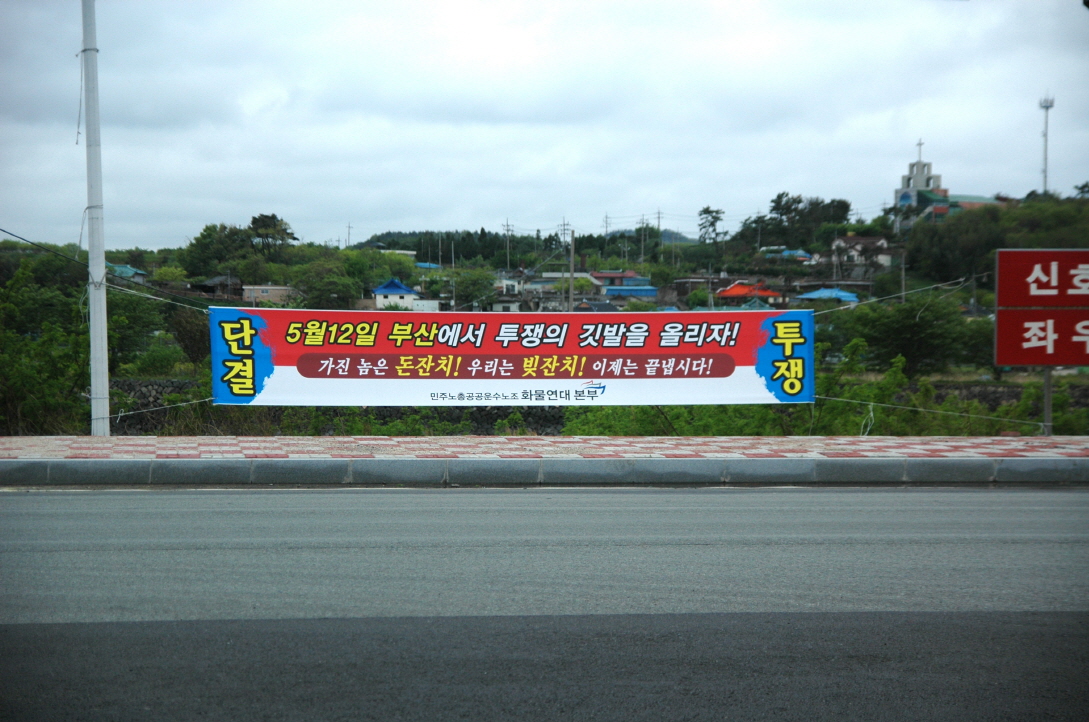 단결
5월12일 부산에서 투쟁의 깃발을 올리자!
가진 놈은 돈잔치! 우리는 빚잔치! 이제는 끝냅시다!
민주노총공공운수노조 화물연대 본부
투쟁
신호
좌우